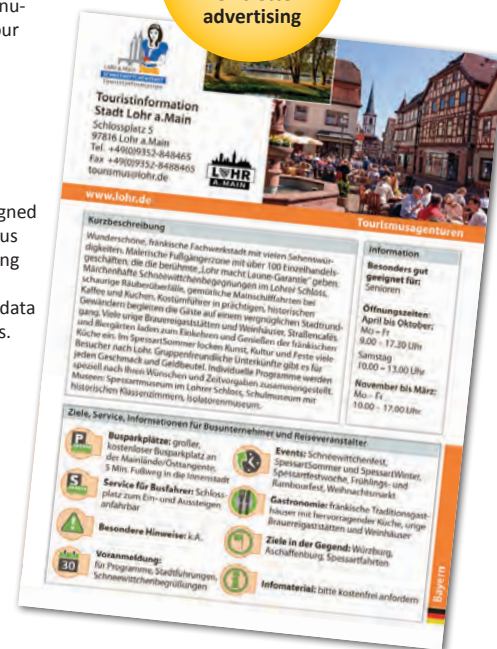 advertising
our
gned
us
ng
data
s.
Touristinformation
Touristinformation
Stadt Lohr a.Main
Schlossplatz 5
97816 Lohr a.Main
Tel. +49(0)9352-848465
Fax +49(0)9352-8488465
tourismus@lohr.de
LOHR
A.MAIN
www.lohr.de
Tourismusagenturen
Kurzbeschreibung
Wunderschöne, fränkische Fachwerkstadt mit vielen Sehenswür-
digkeiten. Malerische Fußgängerzone mit über 100 Einzelhandels-
geschäften, die die berühmte „Lohr macht Laune-Garantie" geben.
Märchenhafte Schneewittchenbegegnungen im Lohrer Schloss,
schaurige Räuberüberfälle, gemütliche Mainschifffahrten bei
Kaffee und Kuchen. Kostümführer in prächtigen, historischen
Gewändern begleiten die Gäste auf einem vergnüglichen Stadtrund-
gang. Viele urige Brauereigaststätten und Weinhäuser, Straßencafés
und Biergärten laden zum Einkehren und Genießen der fränkischen
Küche ein. Im SpessartSommer locken Kunst, Kultur und Feste viele
Besucher nach Lohr. Gruppenfreundliche Unterkünfte gibt es für
jeden Geschmack und Geldbeutel. Individuelle Programme werden
speziell nach Ihren Wünschen und Zeitvorgaben zusammengestellt.
Museen: Spessartmuseum im Lohrer Schloss, Schulmuseum mit
historischen Klassenzimmern, Isolatorenmuseum.
Information
Besonders gut
geeignet für:
Senioren
Öffnungszeiten:
April bis Oktober:
Mo – Fr
9.00 – 17.30 Uhr
Samstag
10.00 – 13.00 Uhr
November bis März:
Mo – Fr
10.00 – 17.00 Uhr
Ziele, Service, Informationen für Busunternehmer und Reiseveranstalter
P
Busparkplätze: großer,
kostenloser Busparkplatz an
der Mainlände/Osttangente,
5 Min. Fußweg in die Innenstadt
S
Service für Busfahrer: Schloss-
platz zum Ein- und Aussteigen
anfahrbar
Besondere Hinweise: k.A.
30
Voranmeldung:
für Programme, Stadtführungen,
Schneewittchenbegrüßungen
Events: Schneewittchenfest,
SpessartSommer und SpessartWinter,
Spessartfestwoche, Frühlings- und
Rambourfest, Weihnachtsmarkt
Gastronomie: fränkische Traditionsgast-
häuser mit hervorragender Küche, urige
Brauereigaststätten und Weinhäuser
Ziele in der Gegend: Würzburg,
Aschaffenburg, Spessartfahrten
Infomaterial: bitte kostenfrei anfordern
Bayern